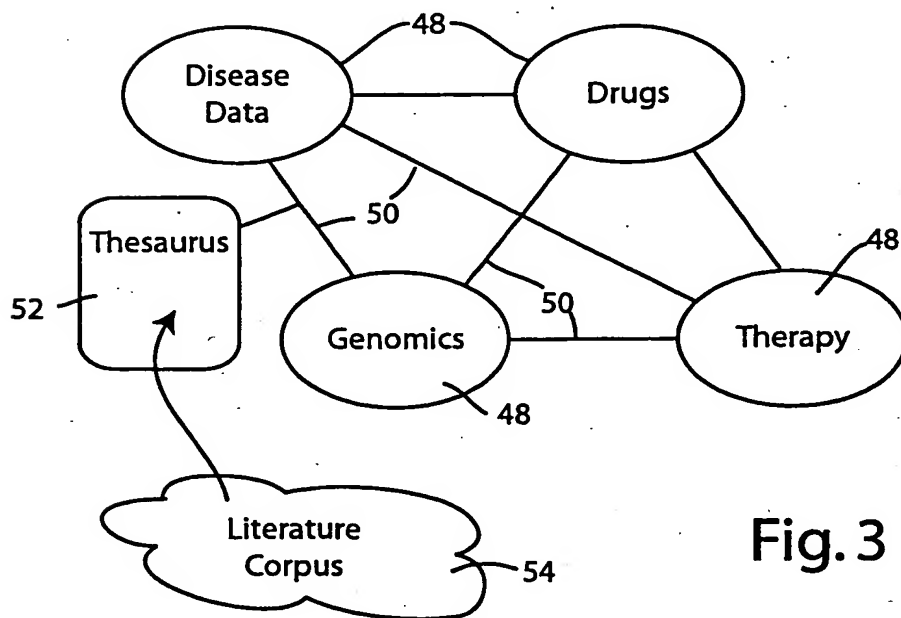 48
Disease
Data
Drugs
50
Thesaurus
48
52
50
Genomics
Therapy
48
Literature
Corpus
54
Fig. 3